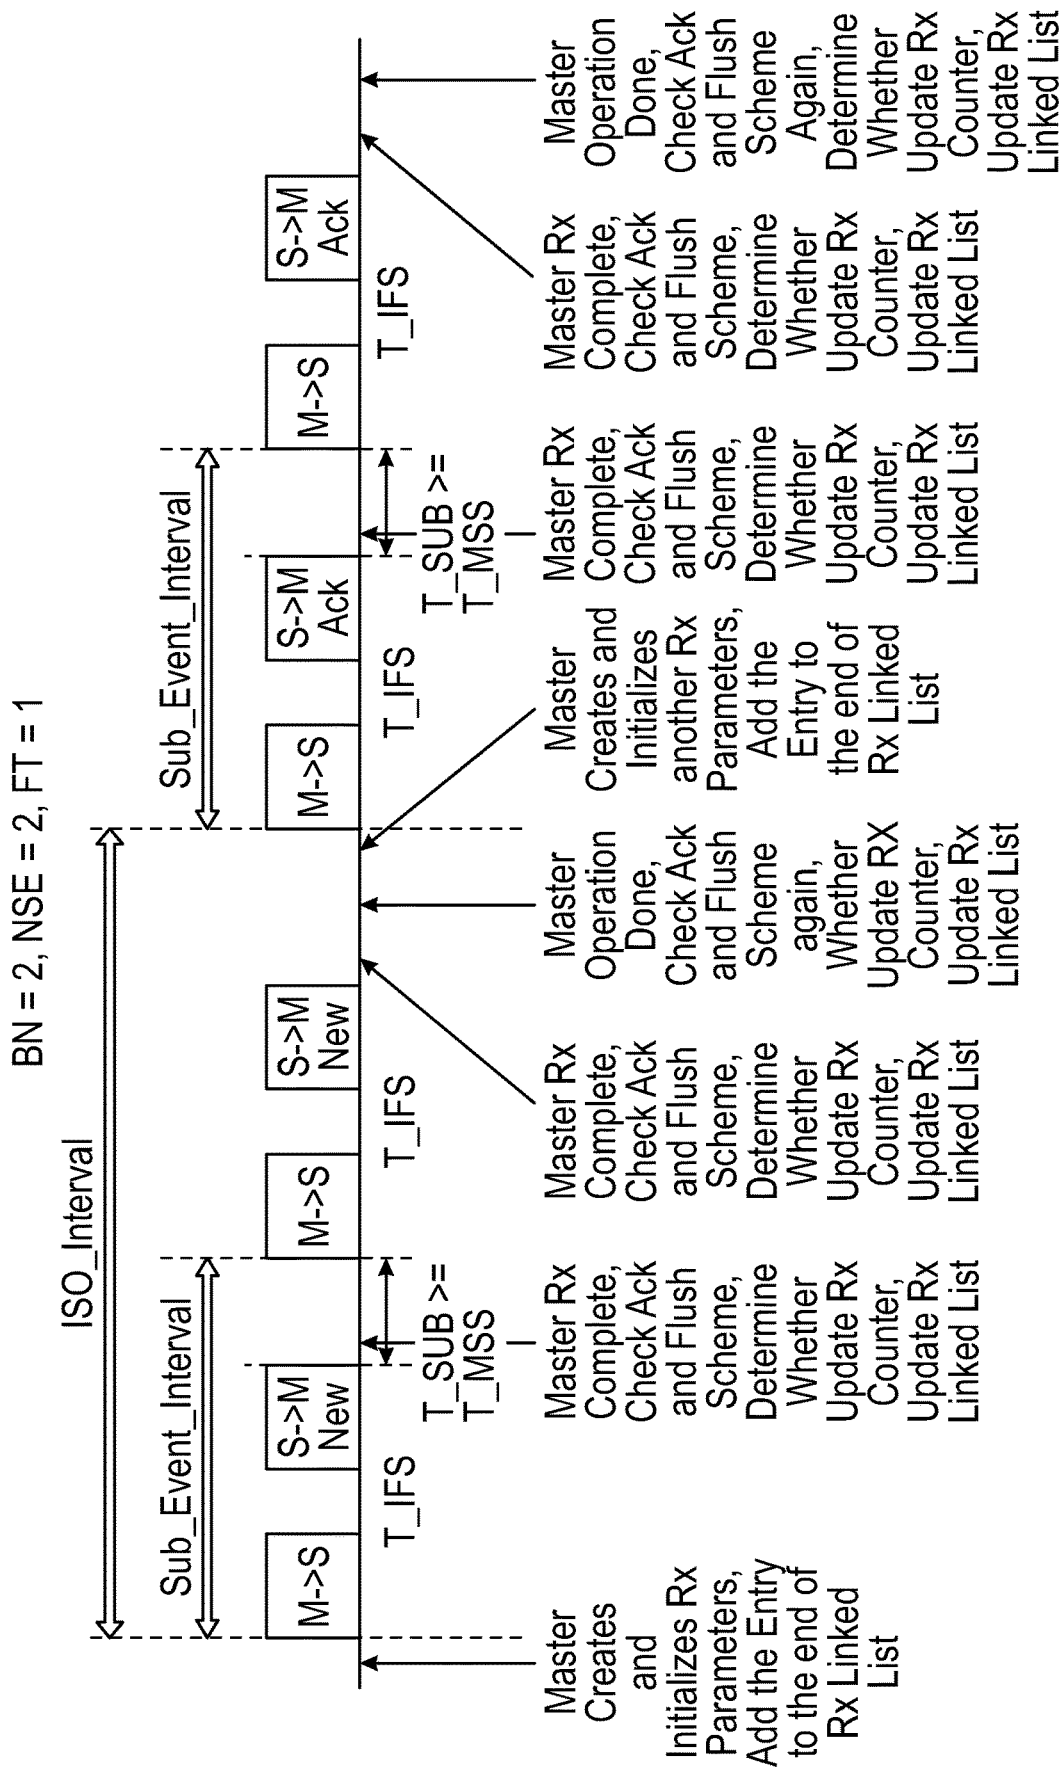 BN = 2, NSE = 2, FT = 1
ISO_Interval
Sub_Event_Interval
Sub_Event_Interval
M->S
S->M
New
M->S
S->M
New
M->S
S->M
Ack
M->S
S->M
Ack
T_IFS
T_SUB >=
T_MSS
T_IFS
T_IFS
T_SUB >=
T_MSS
T_IFS
Master
Creates
and
Initializes Rx
Parameters,
Add the Entry
to the end of
Rx Linked
List
Master Rx
Complete,
Check Ack
and Flush
Scheme,
Determine
Whether
Update Rx
Counter,
Update Rx
Linked List
Master Rx
Complete,
Check Ack
and Flush
Scheme,
Determine
Whether
Update Rx
Counter,
Update Rx
Linked List
Master
Operation
Done,
Check Ack
and Flush
Scheme
again,
Whether
Update RX
Counter,
Update Rx
Linked List
Master
Creates and
Initializes
another Rx
Parameters,
Add the
Entry to
the end of
Rx Linked
List
Master Rx
Complete,
Check Ack
and Flush
Scheme,
Determine
Whether
Update Rx
Counter,
Update Rx
Linked List
Master Rx
Complete,
Check Ack
and Flush
Scheme,
Determine
Whether
Update Rx
Counter,
Update Rx
Linked List
Master
Operation
Done,
Check Ack
and Flush
Scheme
Again,
Determine
Whether
Update Rx
Counter,
Update Rx
Linked List